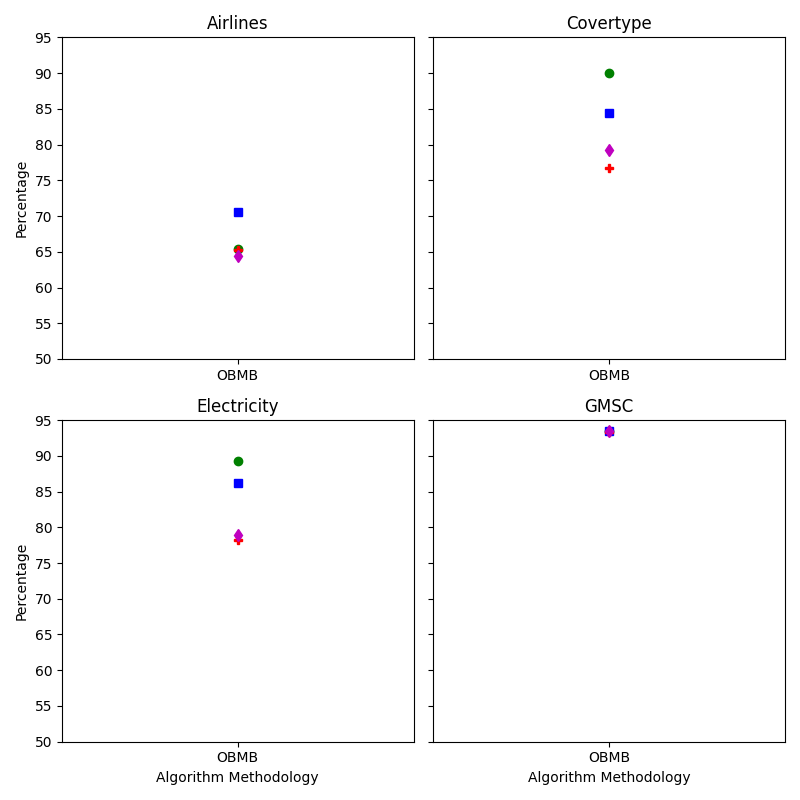 Airlines
Covertype
95
90
85
80
75
70
65
60
55
50
Percentage
OBMB
OBMB
Electricity
GMSC
95
90
85
80
75
70
65
60
55
50
Percentage
OBMB
OBMB
Algorithm Methodology
Algorithm Methodology